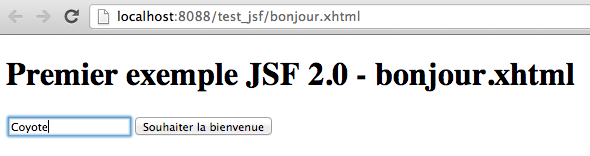 localhost:8088/test_jsf/bonjour.xhtml
Premier exemple JSF 2.0 - bonjour.xhtml
Coyote Souhaiter la bienvenue